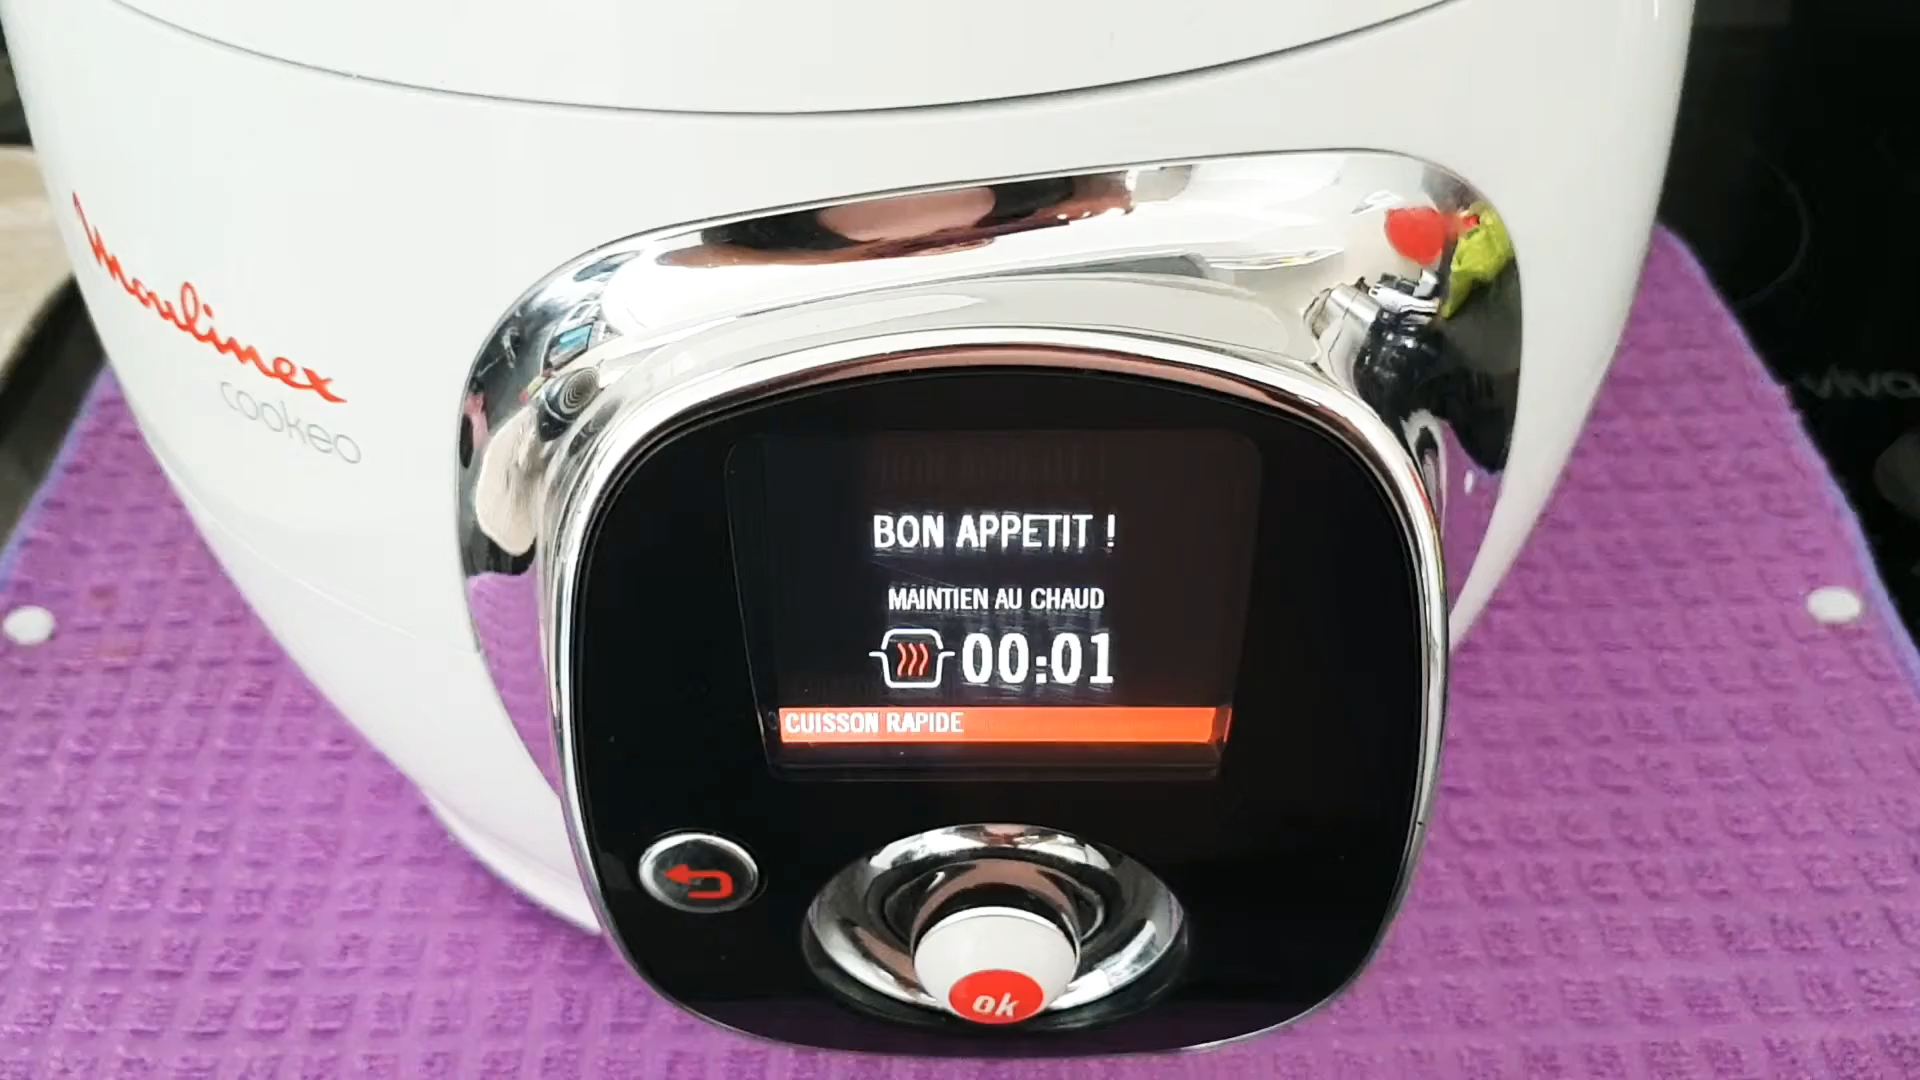 Moulinex
cookeo
BON APPETIT !
MAINTIEN AU CHAUD
00:01
CUISSON RAPIDE
ok